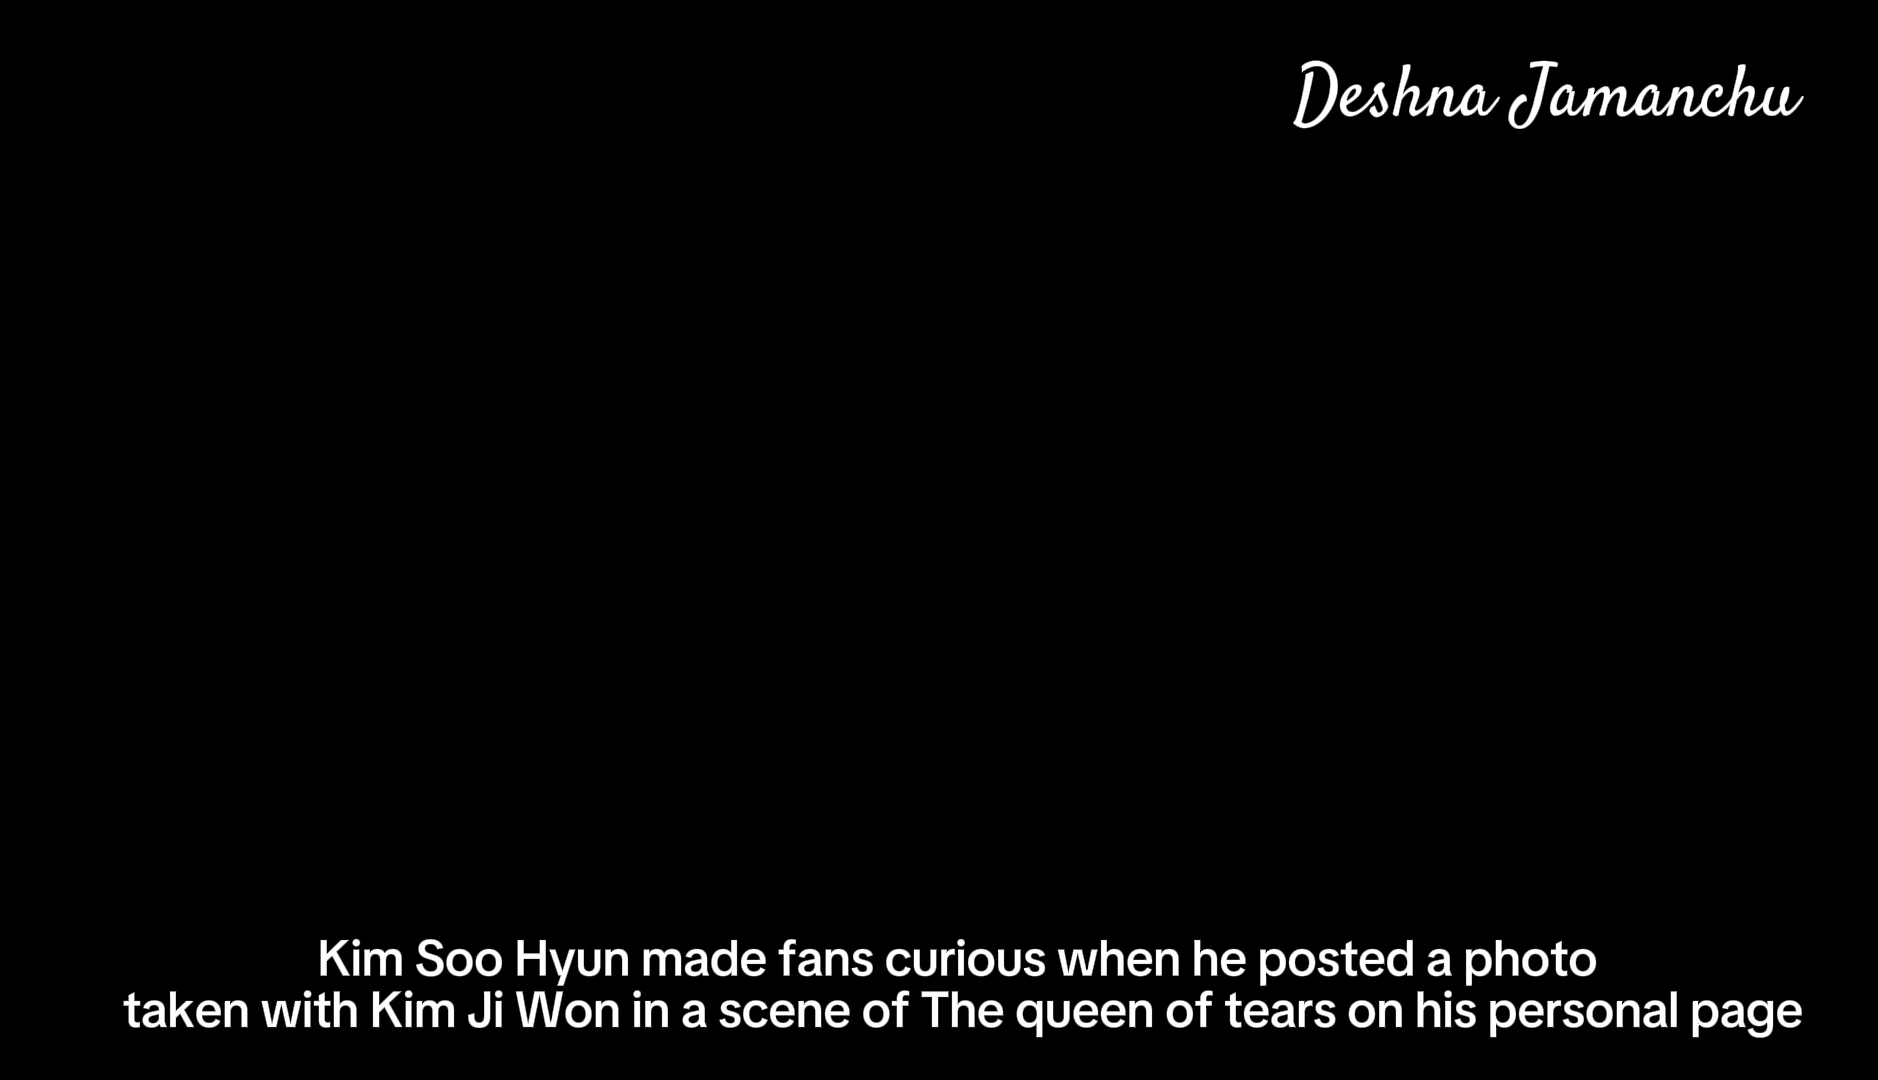 Deshna Jamanchu
Kim Soo Hyun made fans curious when he posted a photo
taken with Kim Ji Won in a scene of The queen of tears on his personal page